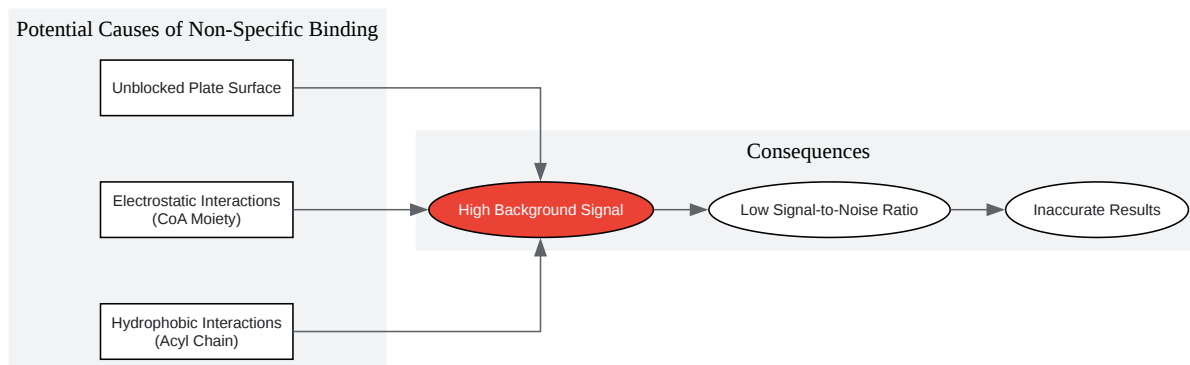 Potential Causes of Non-Specific Binding
Unblocked Plate Surface
Electrostatic Interactions
(CoA Moiety)
Hydrophobic Interactions
(Acyl Chain)
Consequences
High Background Signal
Low Signal-to-Noise Ratio
Inaccurate Results